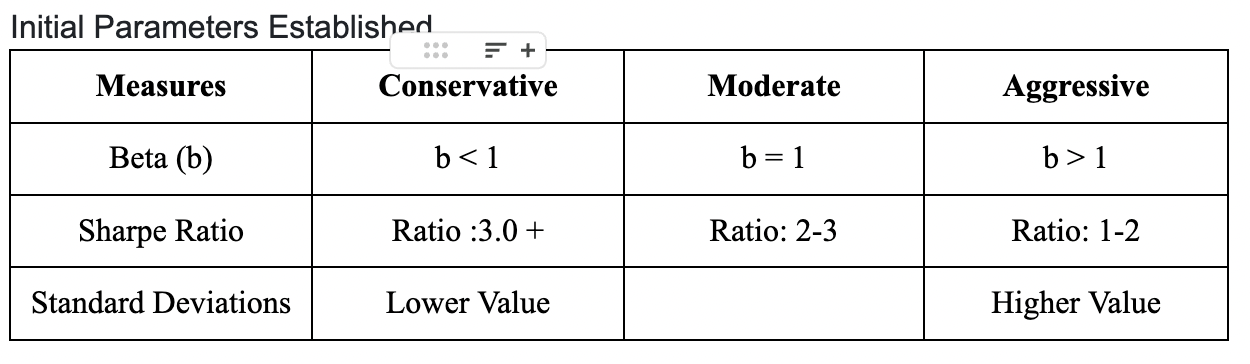 Initial Parameters Established
Measures Conservative Moderate Aggressive
Beta (b) b < 1 b = 1 b > 1
Sharpe Ratio Ratio :3.0 + Ratio: 2-3 Ratio: 1-2
Standard Deviations Lower Value Higher Value